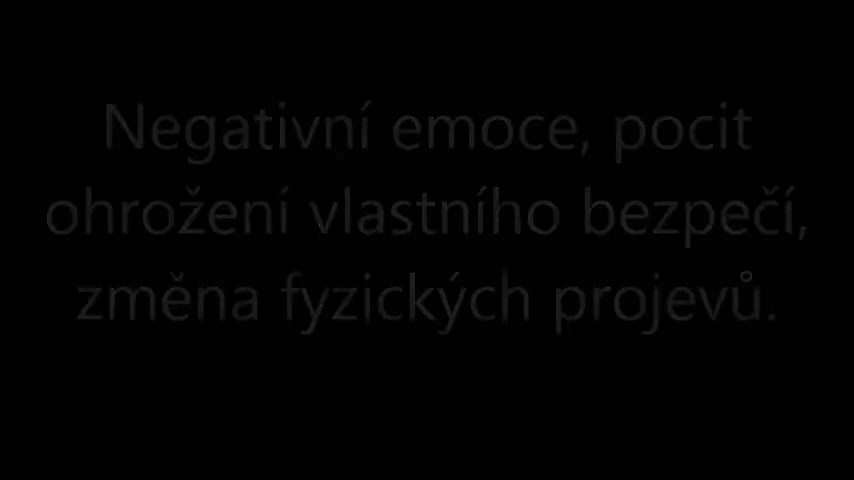 Negativní emoce, pocit
ohrožení vlastního bezpečí,
změna fyzických projevů.